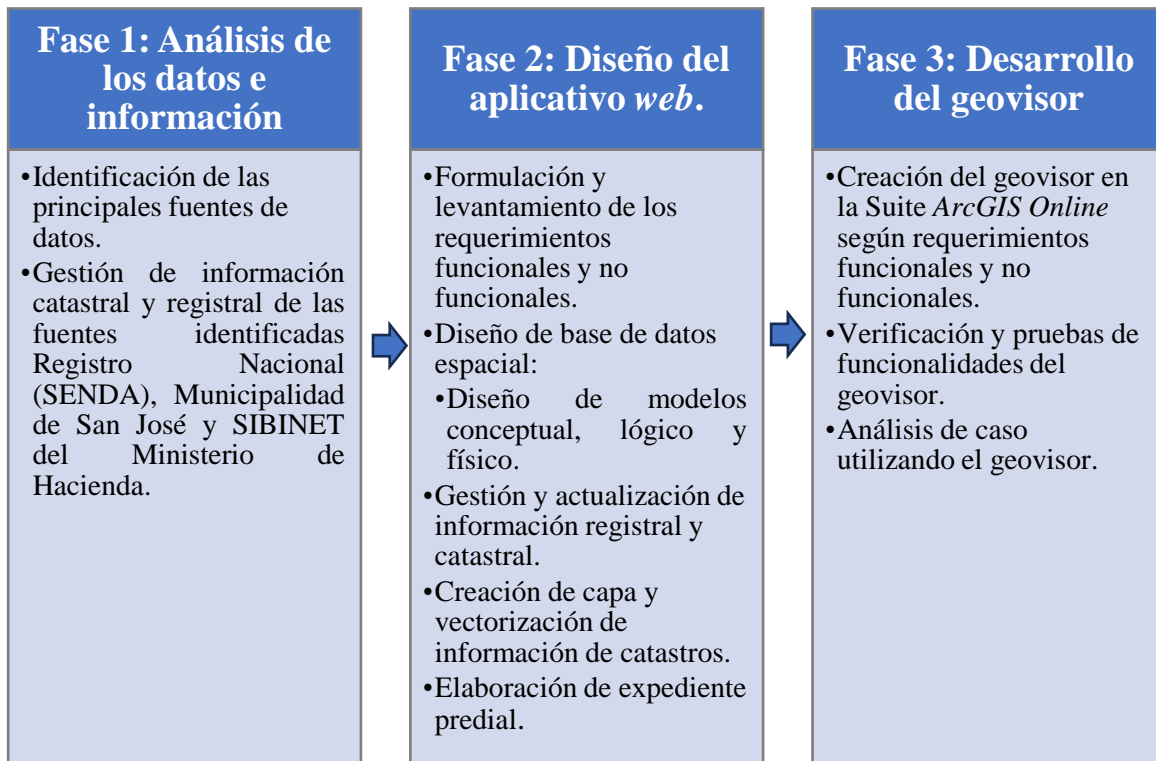 Fase 1: Análisis de
los datos e
información
•Identificación de las
principales fuentes de
datos.
•Gestión de información
catastral y registral de las
fuentes identificadas
Registro Nacional
(SENDA), Municipalidad
de San José y SIBINET
del Ministerio de
Hacienda.
Fase 2: Diseño del
aplicativo web.
•Formulación y
levantamiento de los
requerimientos
funcionales y no
funcionales.
•Diseño de base de datos
espacial:
•Diseño de modelos
conceptual, lógico y
físico.
•Gestión y actualización de
información registral y
catastral.
•Creación de capa y
vectorización de
información de catastros.
•Elaboración de expediente
predial.
Fase 3: Desarrollo
del geovisor
•Creación del geovisor en
la Suite ArcGIS Online
según requerimientos
funcionales y no
funcionales.
•Verificación y pruebas de
funcionalidades del
geovisor.
•Análisis de caso
utilizando el geovisor.